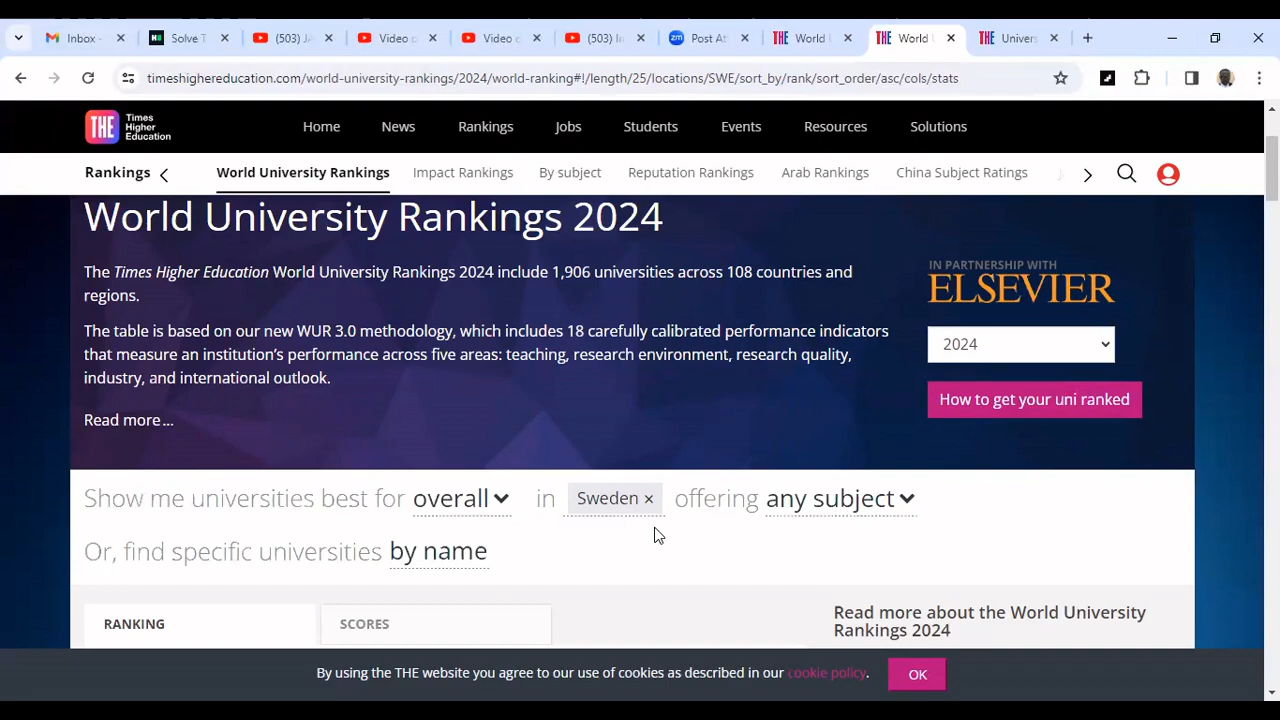 Inbox -
Solve T
(503) JA
Video c
Video c
(503) In
Post At
World
World
Univers
timeshighereducation.com/world-university-rankings/2024/world-ranking#!/length/25/locations/SWE/sort_by/rank/sort_order/asc/cols/stats
THE
Times
Higher
Education
Home
News
Rankings
Jobs
Students
Events
Resources
Solutions
Rankings
World University Rankings
Impact Rankings
By subject
Reputation Rankings
Arab Rankings
China Subject Ratings
World University Rankings 2024
The Times Higher Education World University Rankings 2024 include 1,906 universities across 108 countries and
regions.
The table is based on our new WUR 3.0 methodology, which includes 18 carefully calibrated performance indicators
that measure an institution's performance across five areas: teaching, research environment, research quality,
industry, and international outlook.
Read more ...
IN PARTNERSHIP WITH
ELSEVIER
2024
How to get your uni ranked
Show me universities best for overall in Sweden × offering any subject
Or, find specific universities by name
RANKING
SCORES
Read more about the World University
Rankings 2024
By using the THE website you agree to our use of cookies as described in our cookie policy.
OK